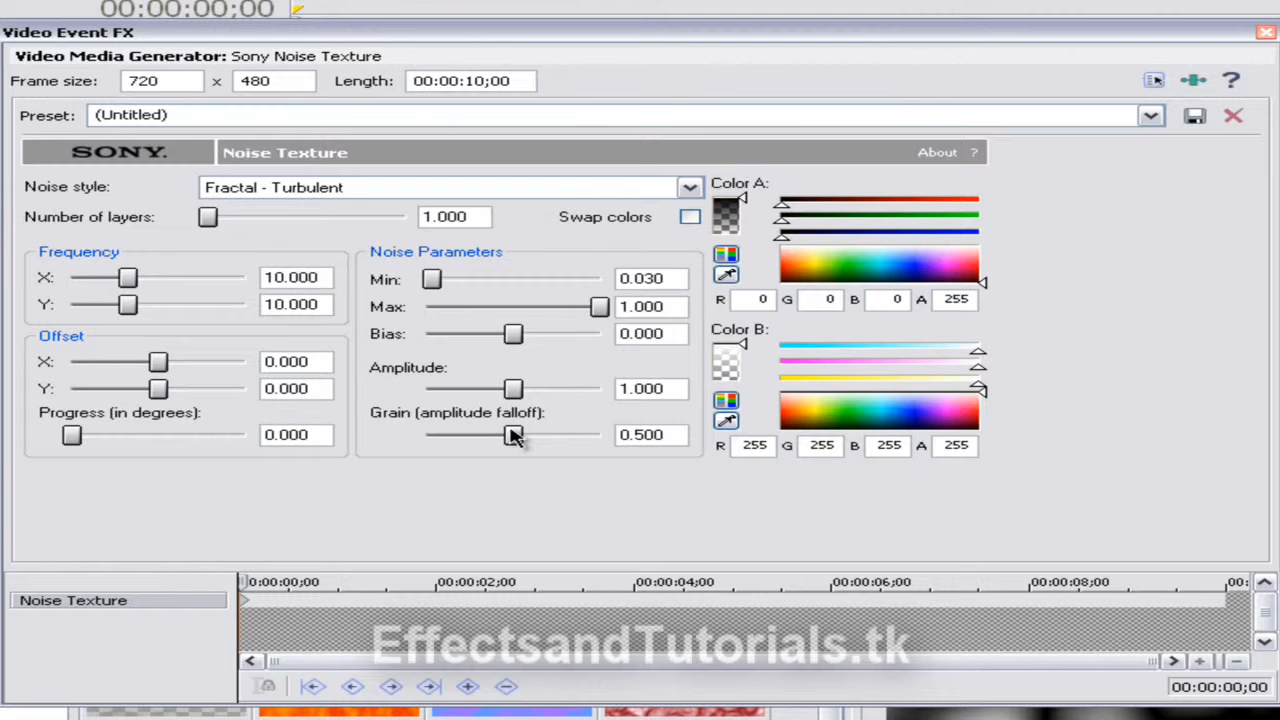 00:00:00;00
Video Event FX
Video Media Generator: Sony Noise Texture
Frame size: 720 x 480 Length: 00:00:10;00
Preset: (Untitled)
SONY. Noise Texture About ?
Noise style: Fractal - Turbulent
Number of layers: 1.000 Swap colors
Frequency
X: 10.000
Y: 10.000
Offset
X: 0.000
Y: 0.000
Progress (in degrees):
0.000
Noise Parameters
Min: 0.030
Max: 1.000
Bias: 0.000
Amplitude:
1.000
Grain (amplitude falloff):
0.500
Color A:
R 0 G 0 B 0 A 255
Color B:
R 255 G 255 B 255 A 255
0:00:00;00 00:00:02;00 00:00:04;00 00:00:06;00 00:00:08;00 00:
Noise Texture
EffectsandTutorials.tk
00:00:00;00